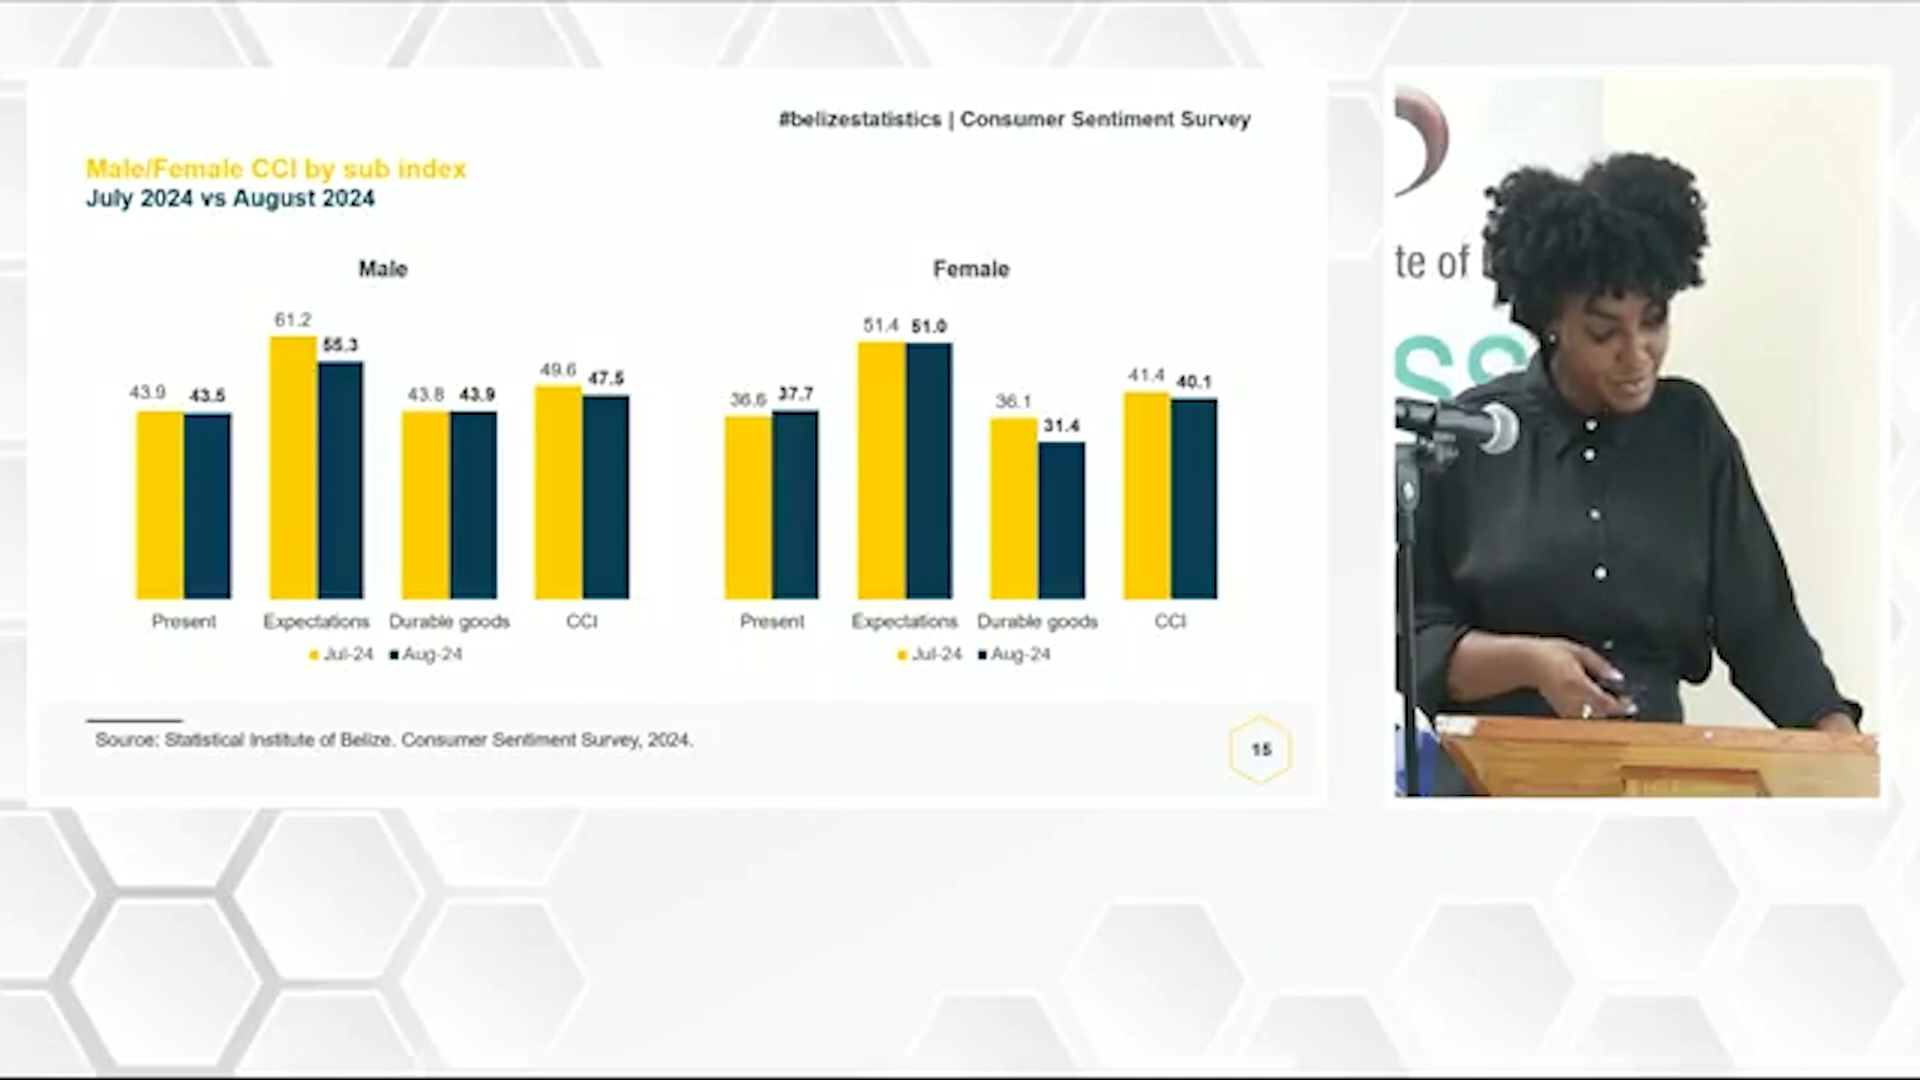 #belizestatistics | Consumer Sentiment Survey
Male/Female CCI by sub index
July 2024 vs August 2024
Male
61.2
55.3
43.9 43.5
43.8 43.9
49.6 47.5
Present Expectations Durable goods CCI
Jul-24 Aug-24
Female
51.4 51.0
36.6 37.7
36.1 31.4
41.4 40.1
Present Expectations Durable goods CCI
Jul-24 Aug-24
Source: Statistical Institute of Belize. Consumer Sentiment Survey, 2024.
15
te of
ss